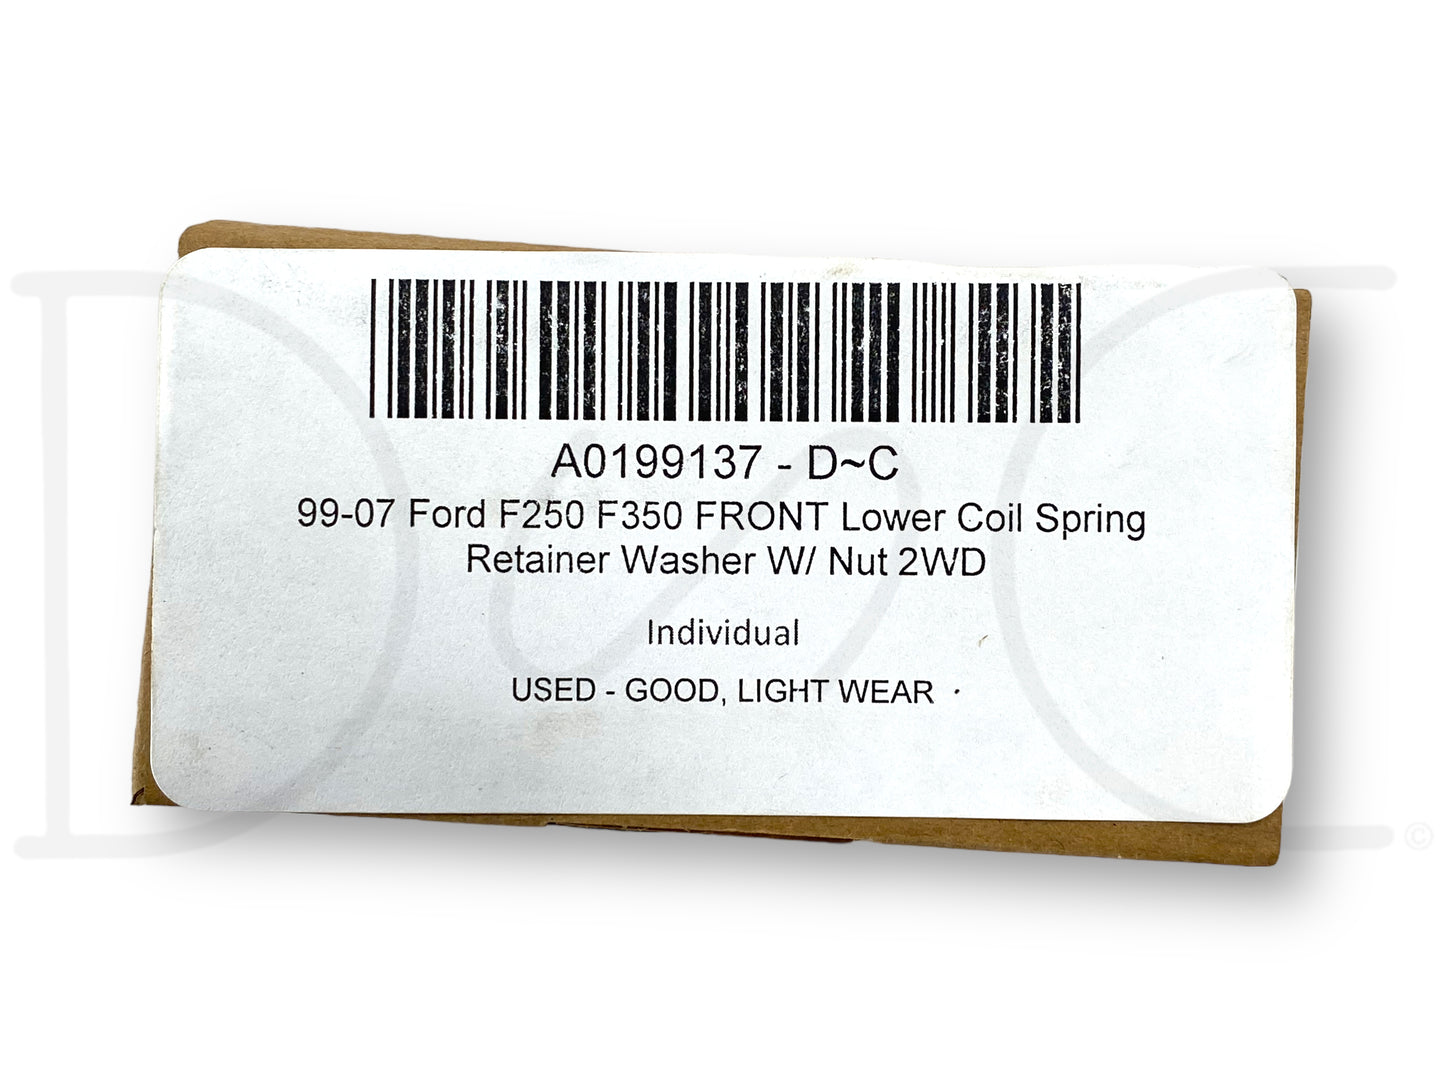 A0199137 - D~C
99-07 Ford F250 F350 FRONT Lower Coil Spring
Retainer Washer W/ Nut 2WD
Individual
USED - GOOD, LIGHT WEAR
D C ©